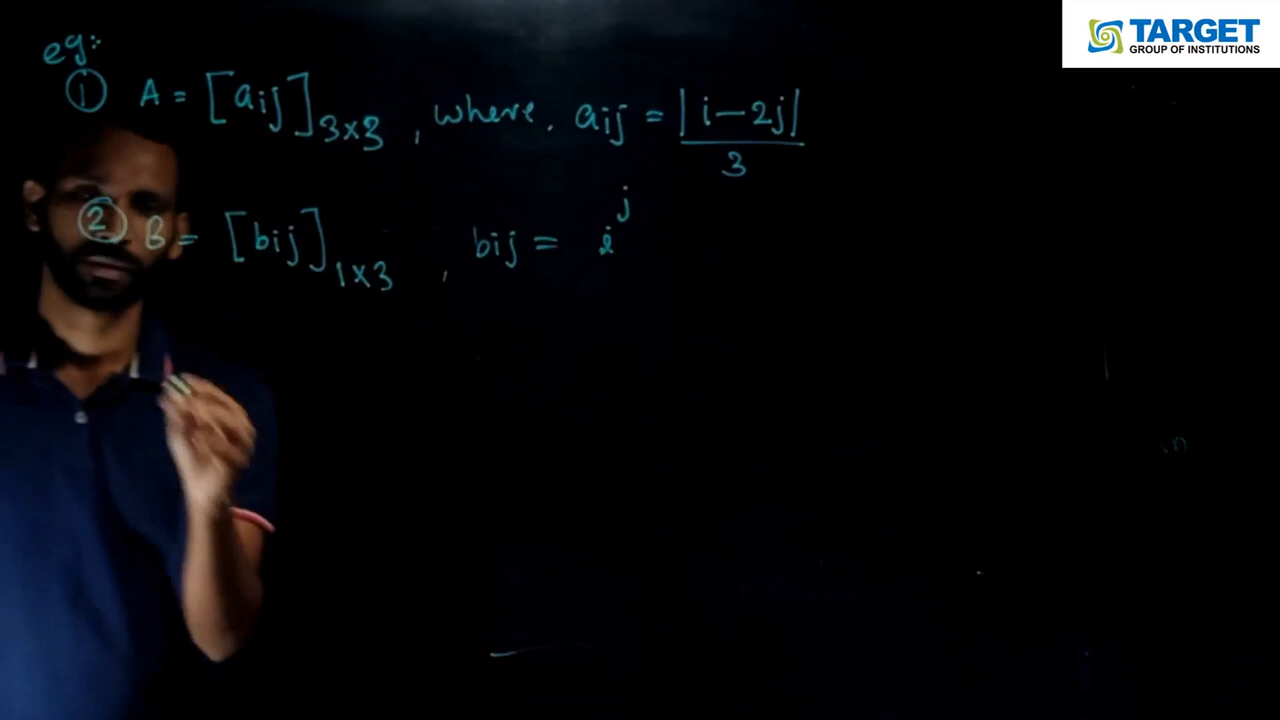 TARGET
GROUP OF INSTITUTIONS
eg:
① A = [aij]3×3 , where, aij = |i−2j| / 3
② B = [bij]1×3 , bij = i^j